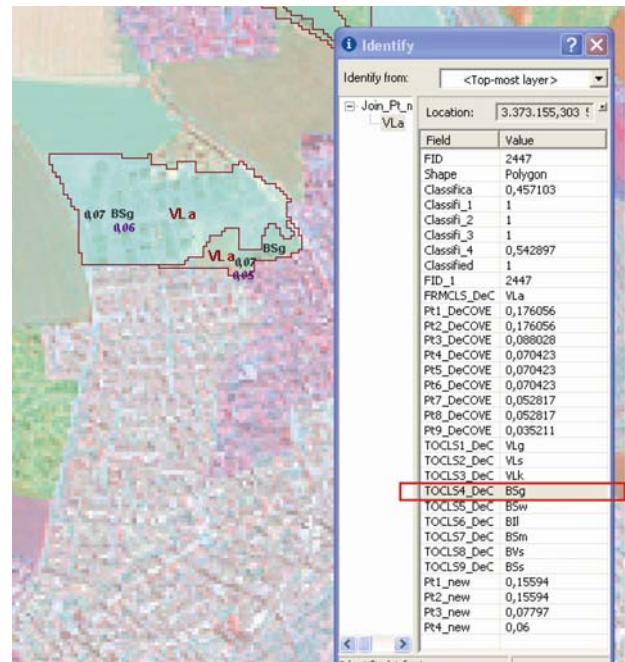 Identify
Identify from: <Top-most layer>
Join_Pt_n
VLa
Location: 3.373.155,303
Field Value
FID 2447
Shape Polygon
Classifica 0,457103
Classifi_1 1
Classifi_2 1
Classifi_3 1
Classifi_4 0,542897
Classified 1
FID_1 2447
FRMCLS_DeC VLa
Pt1_DeCOVE 0,176056
Pt2_DeCOVE 0,176056
Pt3_DeCOVE 0,088028
Pt4_DeCOVE 0,070423
Pt5_DeCOVE 0,070423
Pt6_DeCOVE 0,070423
Pt7_DeCOVE 0,052817
Pt8_DeCOVE 0,052817
Pt9_DeCOVE 0,035211
TOCLS1_DeC VLg
TOCLS2_DeC VLs
TOCLS3_DeC VLk
TOCLS4_DeC BSg
TOCLS5_DeC BSw
TOCLS6_DeC BIl
TOCLS7_DeC BSm
TOCLS8_DeC BVs
TOCLS9_DeC BSs
Pt1_new 0,15594
Pt2_new 0,15594
Pt3_new 0,07797
Pt4_new 0,06
0,07 BSg VLa
0,06
VLa 0,07 BSg
0,05